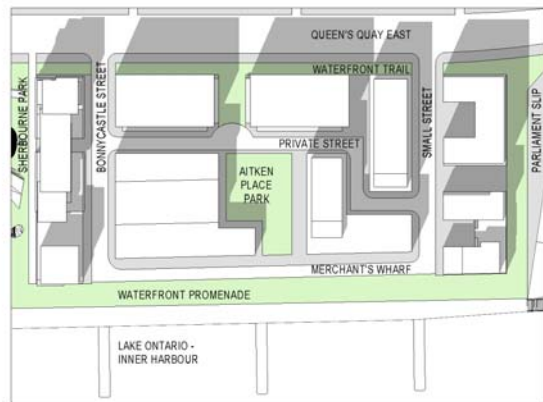 QUEEN'S QUAY EAST
WATERFRONT TRAIL
SHERBOURNE PARK
BONNYCASTLE STREET
SMALL STREET
PARLIAMENT SLIP
PRIVATE STREET
AITKEN
PLACE
PARK
MERCHANT'S WHARF
WATERFRONT PROMENADE
LAKE ONTARIO -
INNER HARBOUR